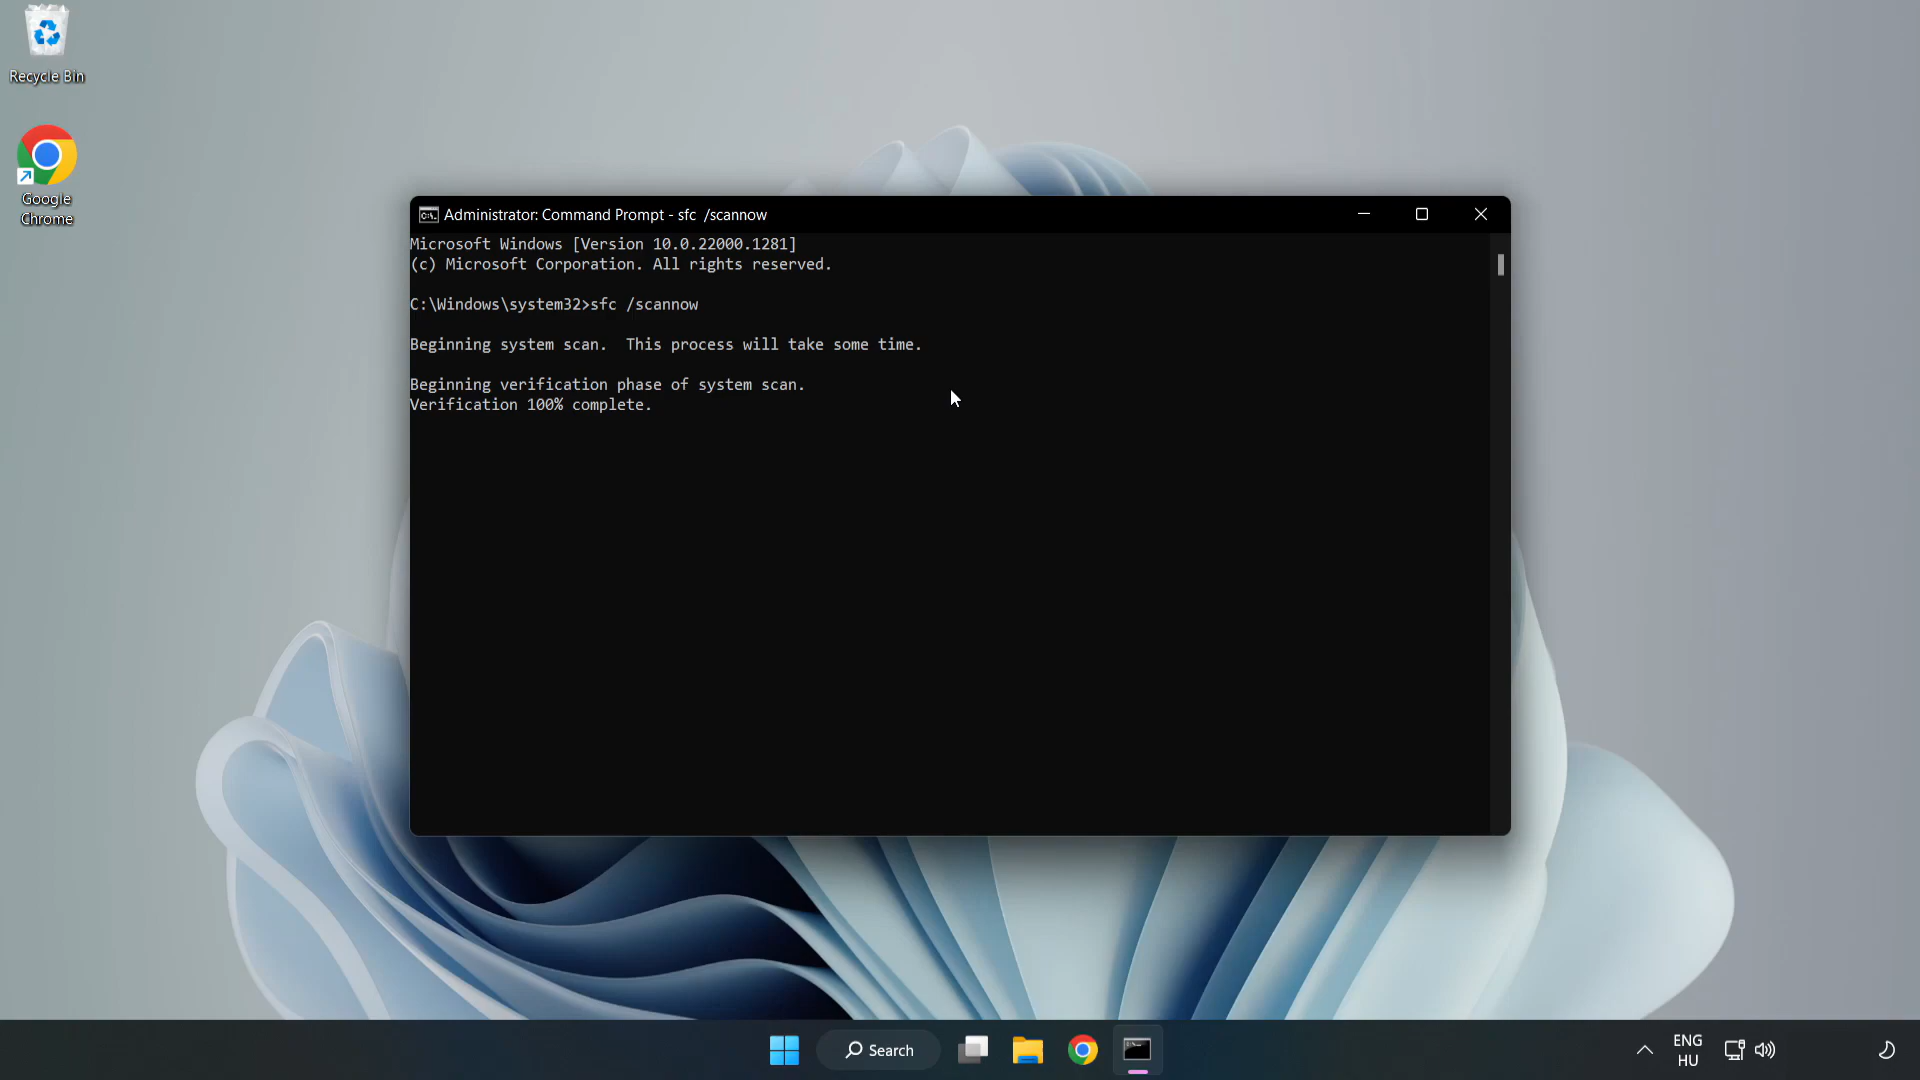 Recycle Bin
Google
Chrome
Administrator: Command Prompt - sfc  /scannow
Microsoft Windows [Version 10.0.22000.1281]
(c) Microsoft Corporation. All rights reserved.
C:\Windows\system32>sfc /scannow
Beginning system scan.  This process will take some time.
Beginning verification phase of system scan.
Verification 100% complete.
Search
ENG
HU